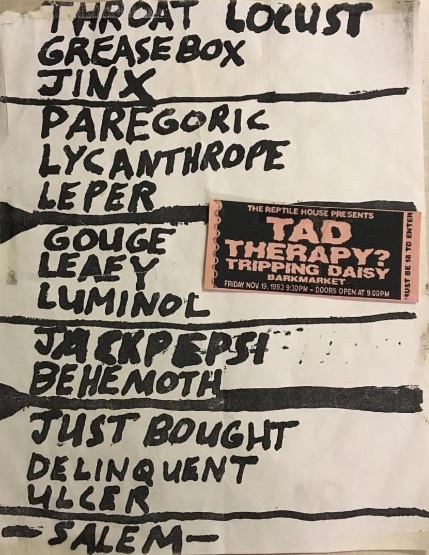 THROAT LOCUST
GREASEBOX
JINX
PAREGORIC
LYCANTHROPE
LEPER
GOUGE
LEAFY
LUMINOL
JACKPEPSI
BEHEMOTH
JUST BOUGHT
DELINQUENT
ULCER
-SALEM-
THE REPTILE HOUSE PRESENTS
TAD
THERAPY?
TRIPPING DAISY
BARKMARKET
FRIDAY NOV. 19, 1993 9:30PM - DOORS OPEN AT 9:00PM
MUST BE 18 TO ENTER